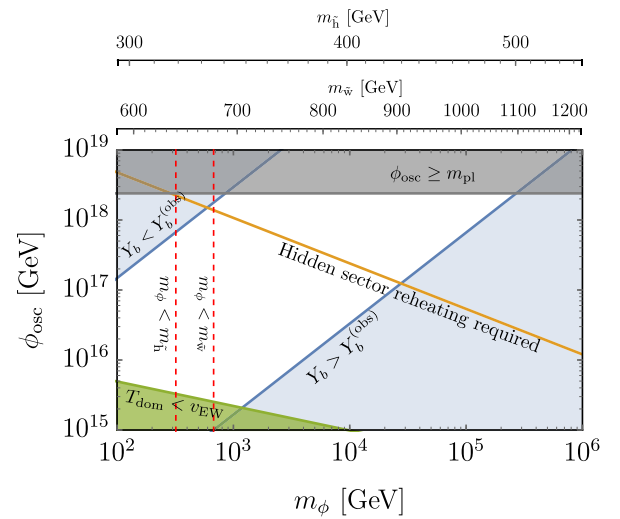 m_h̃ [GeV]
300 400 500
m_w̃ [GeV]
600 700 800 900 1000 1100 1200
10^19
10^18
10^17
10^16
10^15
ϕ_osc [GeV]
ϕ_osc ≥ m_pl
Y_b < Y_b^(obs)
Hidden sector reheating required
m_ϕ < m_h̃
m_ϕ < m_w̃
Y_b > Y_b^(obs)
T_dom < v_EW
10^2 10^3 10^4 10^5 10^6
m_ϕ [GeV]